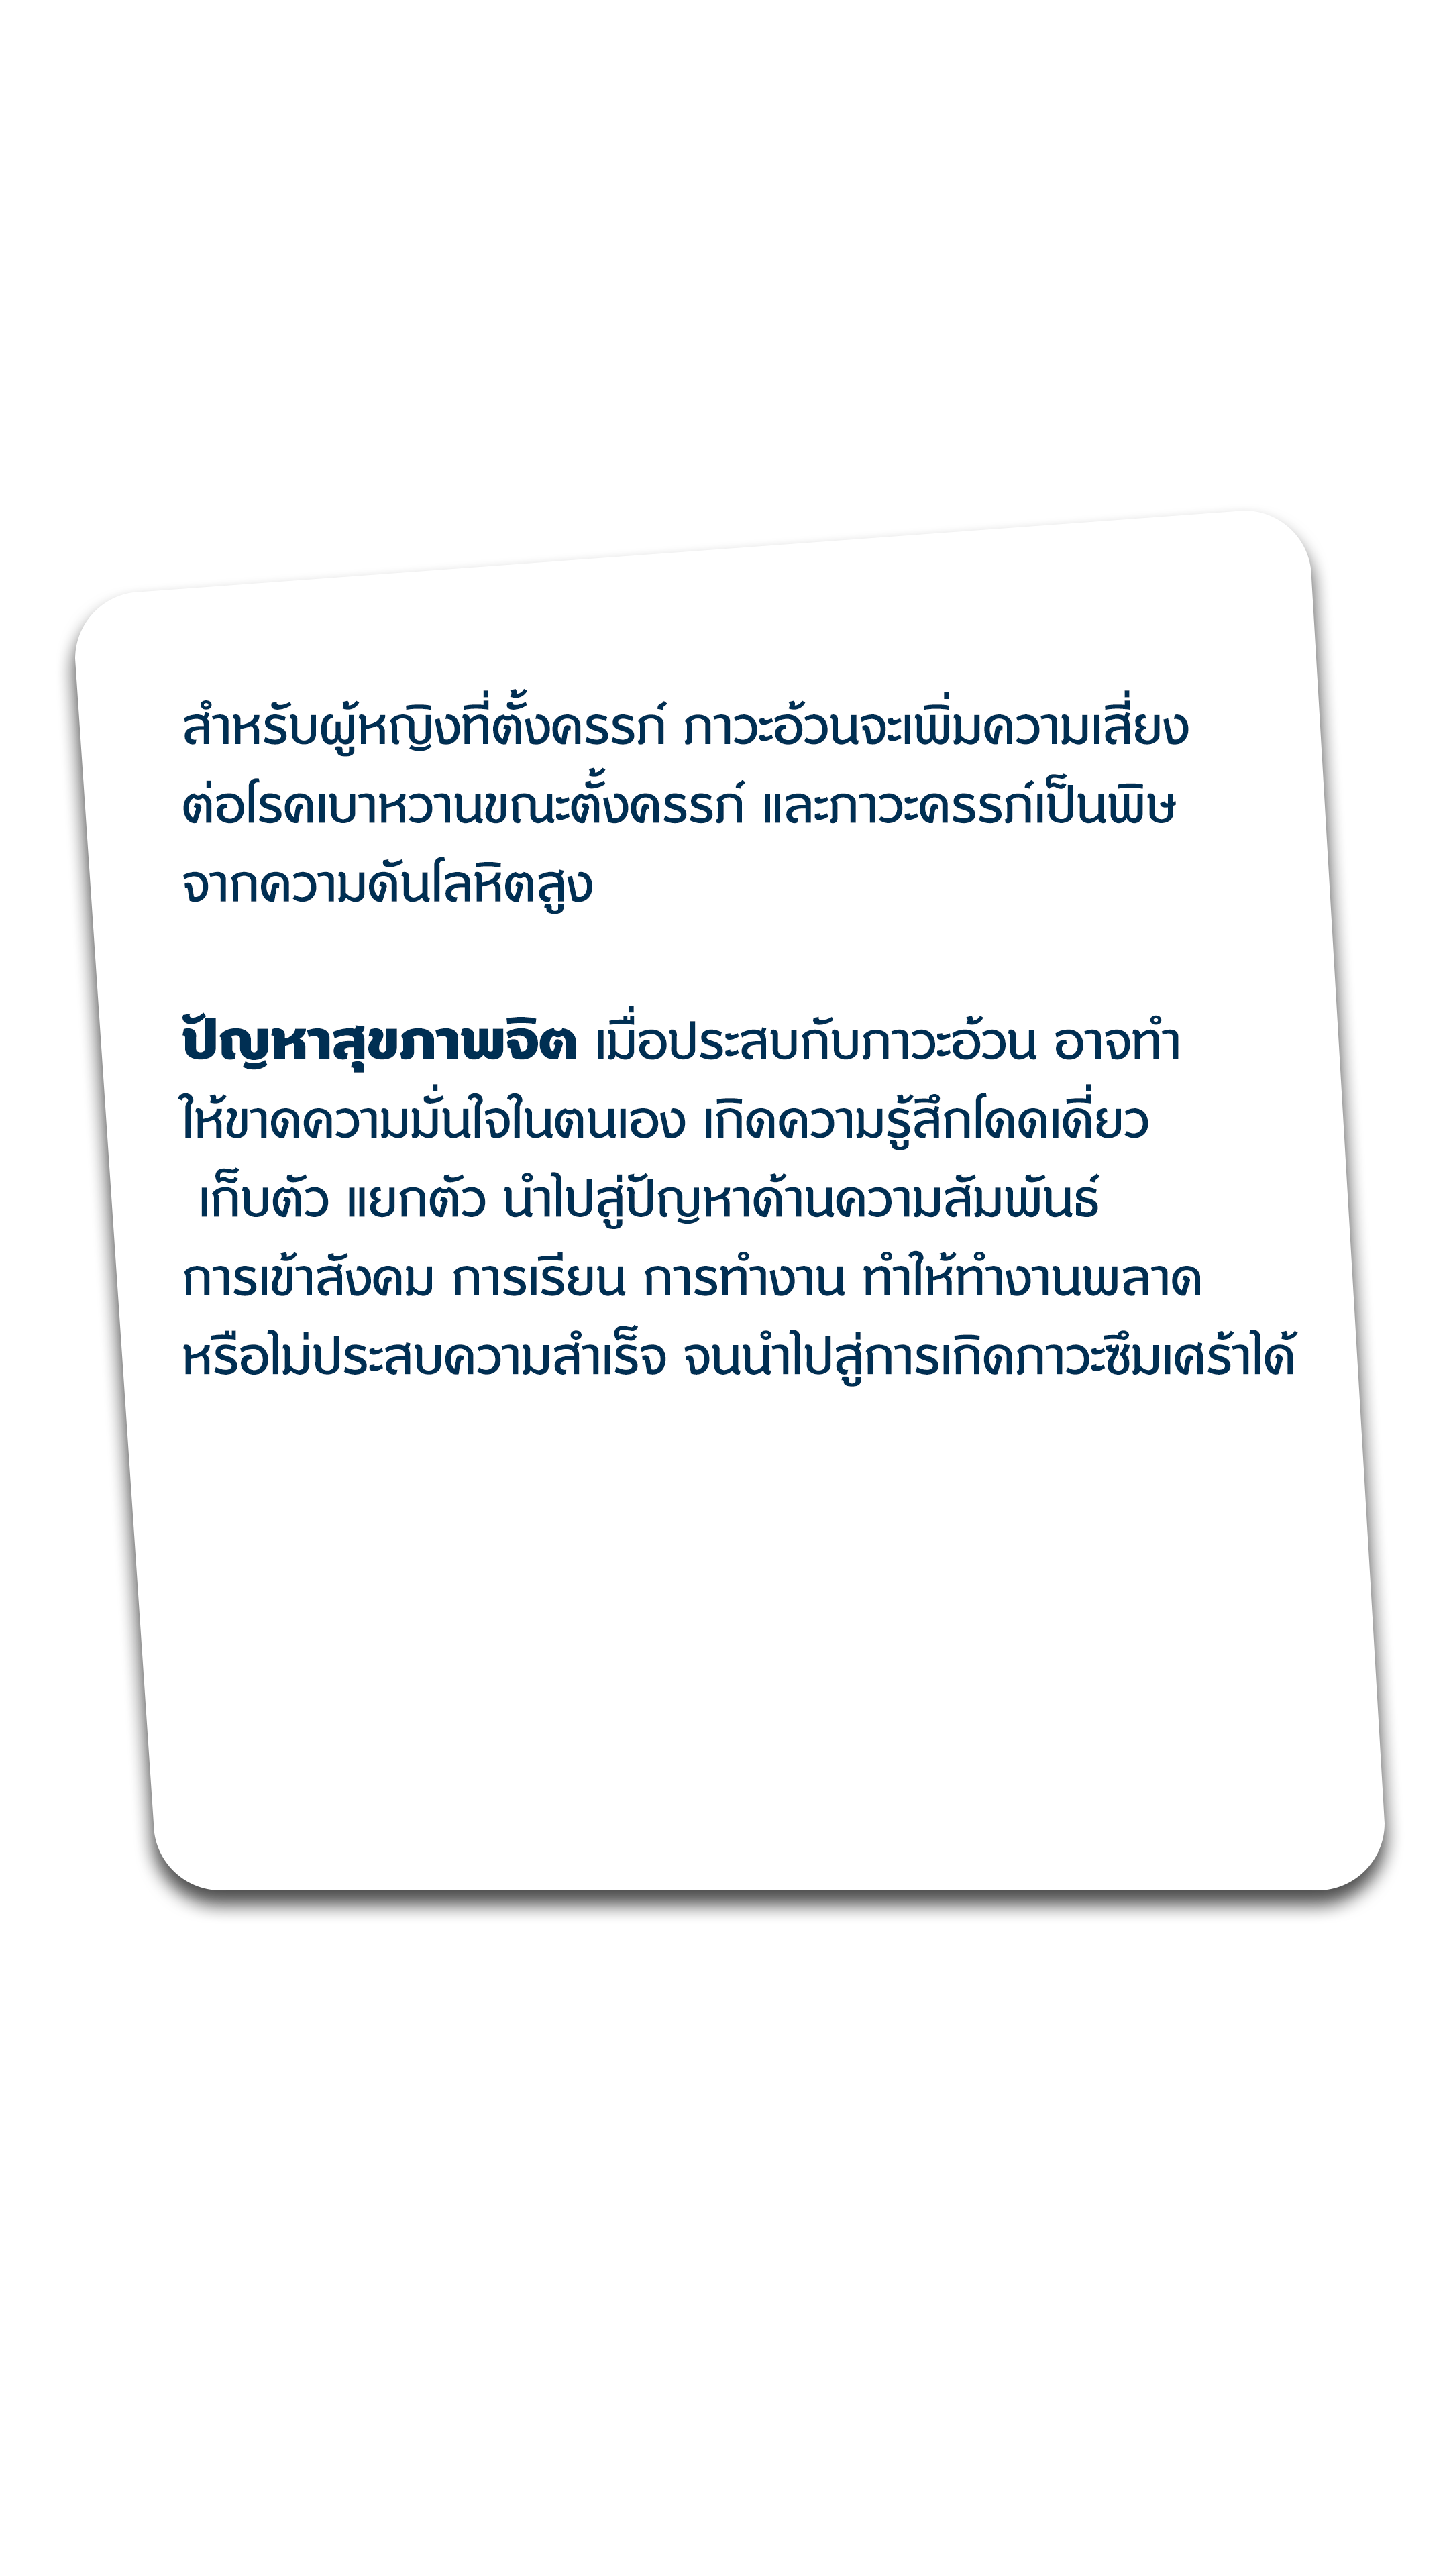 สำหรับผู้หญิงที่ตั้งครรภ์ ภาวะอ้วนจะเพิ่มความเสี่ยง
ต่อโรคเบาหวานขณะตั้งครรภ์ และภาวะครรภ์เป็นพิษ
จากความดันโลหิตสูง
ปัญหาสุขภาพจิต เมื่อประสบกับภาวะอ้วน อาจทำ
ให้ขาดความมั่นใจในตนเอง เกิดความรู้สึกโดดเดี่ยว
เก็บตัว แยกตัว นำไปสู่ปัญหาด้านความสัมพันธ์
การเข้าสังคม การเรียน การทำงาน ทำให้ทำงานพลาด
หรือไม่ประสบความสำเร็จ จนนำไปสู่การเกิดภาวะซึมเศร้าได้